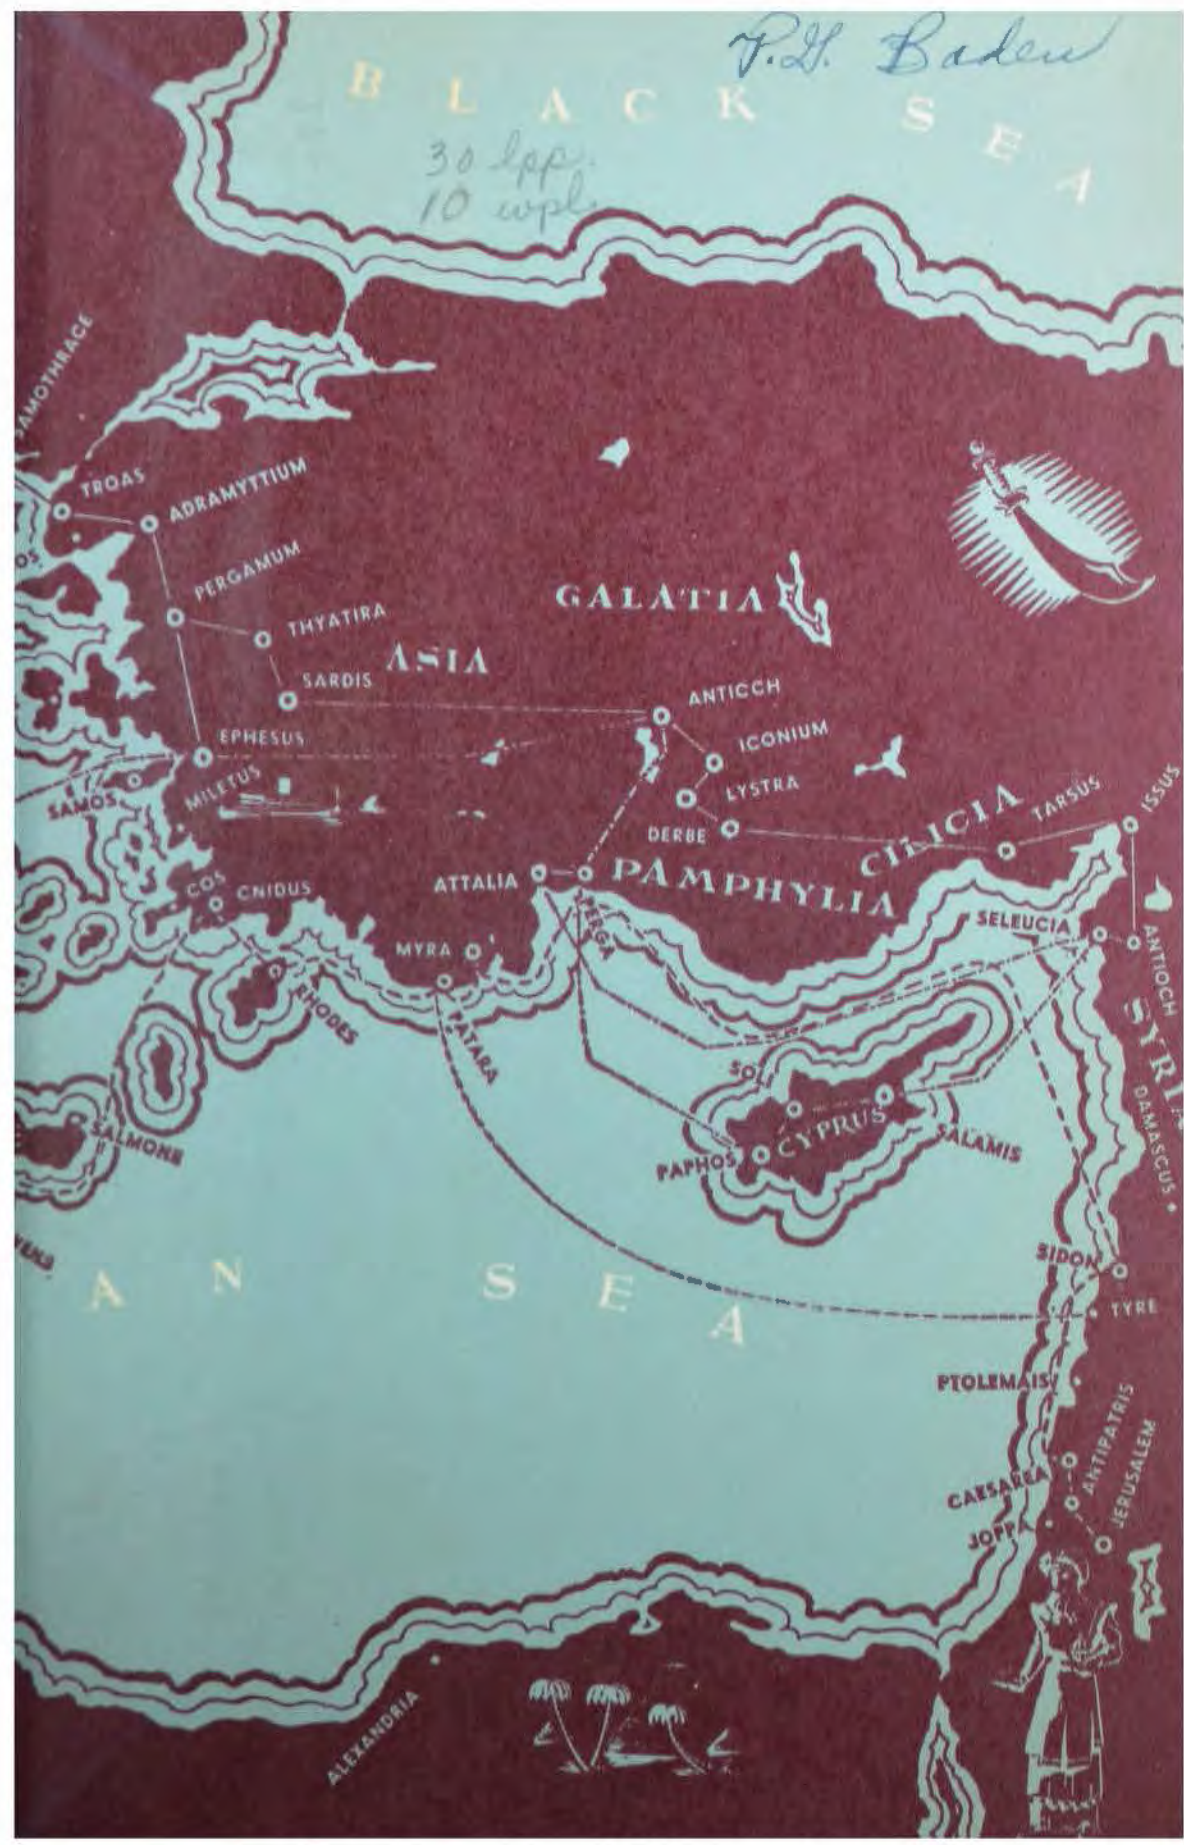 P.G. Baden
BLACK SEA
30 lpp.
10 wpl.
SAMOTHRACE
TROAS
ADRAMYTTIUM
OS
PERGAMUM
THYATIRA
GALATIA
ASIA
SARDIS
ANTIOCH
EPHESUS
ICONIUM
MILETUS
SAMOS
LYSTRA
DERBE
CILICIA
TARSUS
ISSUS
ATTALIA
PAMPHYLIA
PERGA
COS
CNIDUS
SELEUCIA
ANTIOCH
MYRA
RHODES
PATARA
SYRIA
SOLI
CYPRUS
DAMASCUS
SALMONE
PAPHOS
SALAMIS
SIDON
AN SEA
TYRE
PTOLEMAIS
ANTIPATRIS
CAESAREA
JERUSALEM
JOPPA
ALEXANDRIA